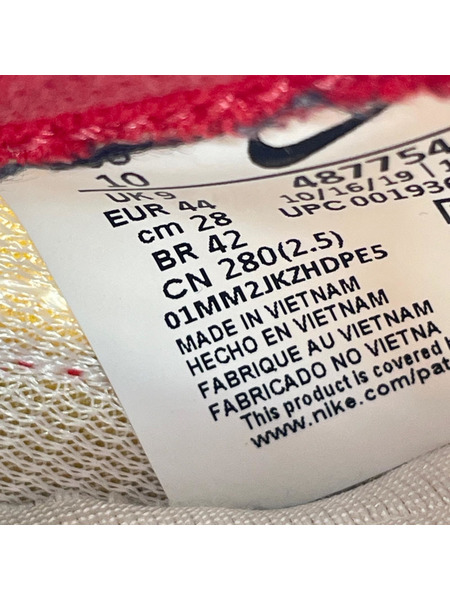 10
487754
UK 9
10/16/19
EUR 44
UPC 00193
cm 28
BR 42
CN 280(2.5)
01MM2JKZHDPE5
MADE IN VIETNAM
HECHO EN VIETNAM
FABRIQUE AU VIETNAM
FABRICADO NO VIETNA
This product is covered
www.nike.com/pat